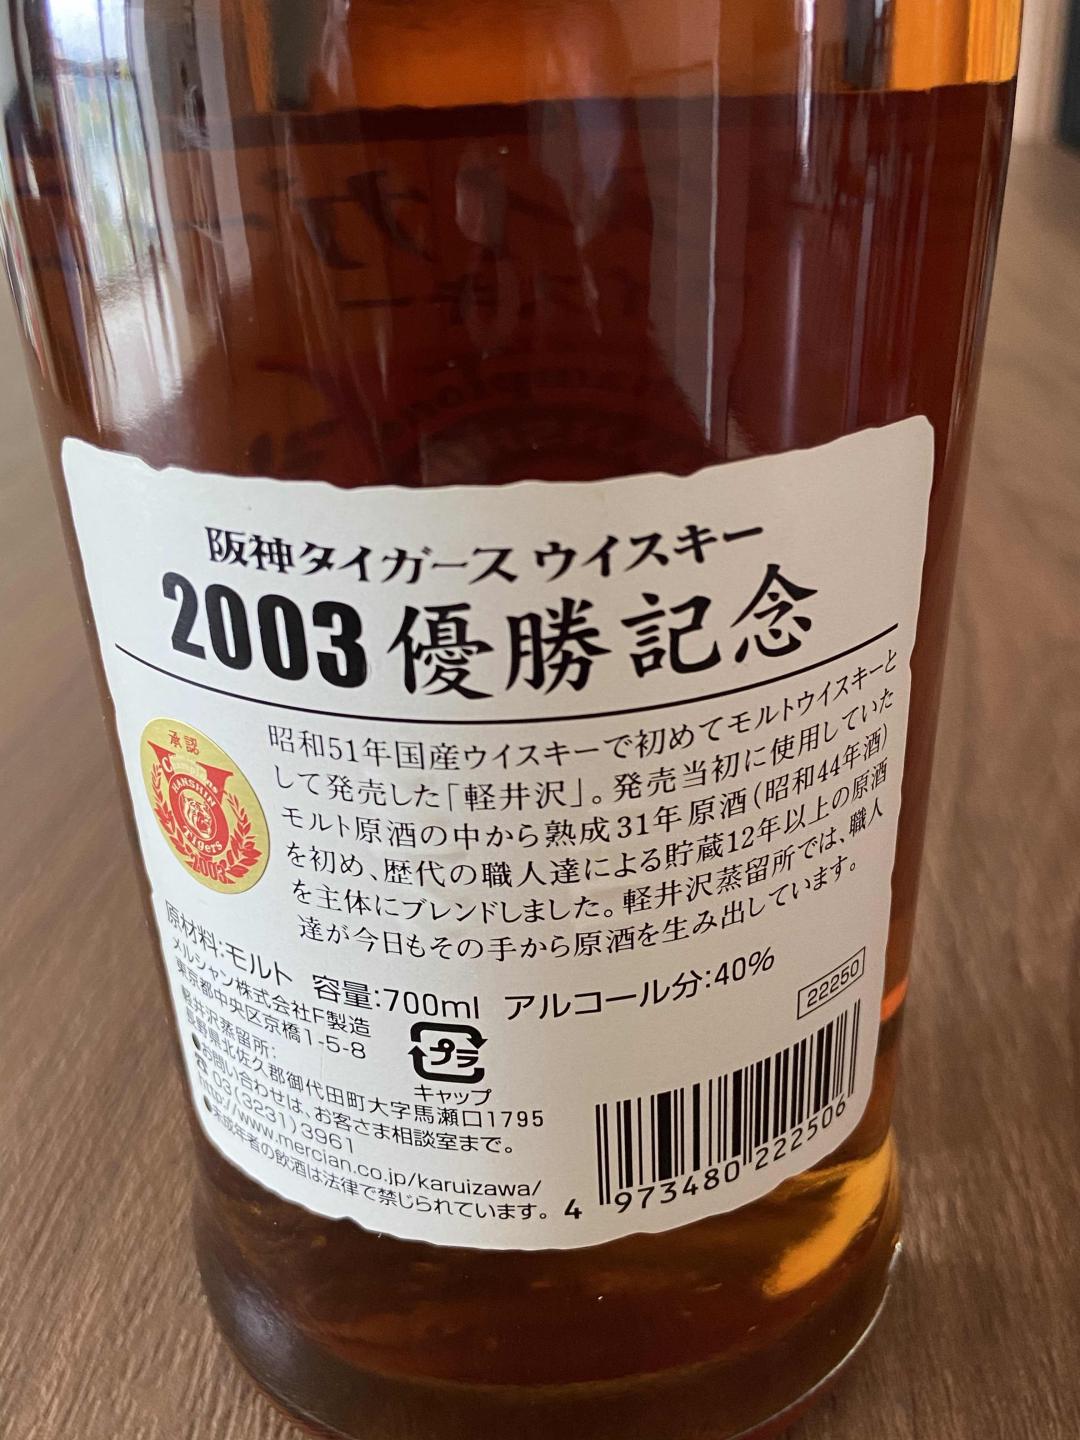 阪神タイガース ウイスキー
2003優勝記念
昭和51年国産ウイスキーで初めてモルトウイスキーと
して発売した「軽井沢」。発売当初に使用していた
モルト原酒の中から熟成31年原酒(昭和44年酒)
を初め、歴代の職人達による貯蔵12年以上の原酒
を主体にブレンドしました。軽井沢蒸留所では、職人
達が今日もその手から原酒を生み出しています。
承認
Champions
HANSHIN
Tigers
2003
原材料:モルト 容量:700ml アルコール分:40%
メルシャン株式会社F製造
東京都中央区京橋1-5-8
軽井沢蒸留所:
長野県北佐久郡御代田町大字馬瀬口1795
●お問い合わせは、お客さま相談室まで。
☎03(3231)3961
http://www.mercian.co.jp/karuizawa/
●未成年者の飲酒は法律で禁じられています。
プラ
キャップ
22250
4 973480 222506